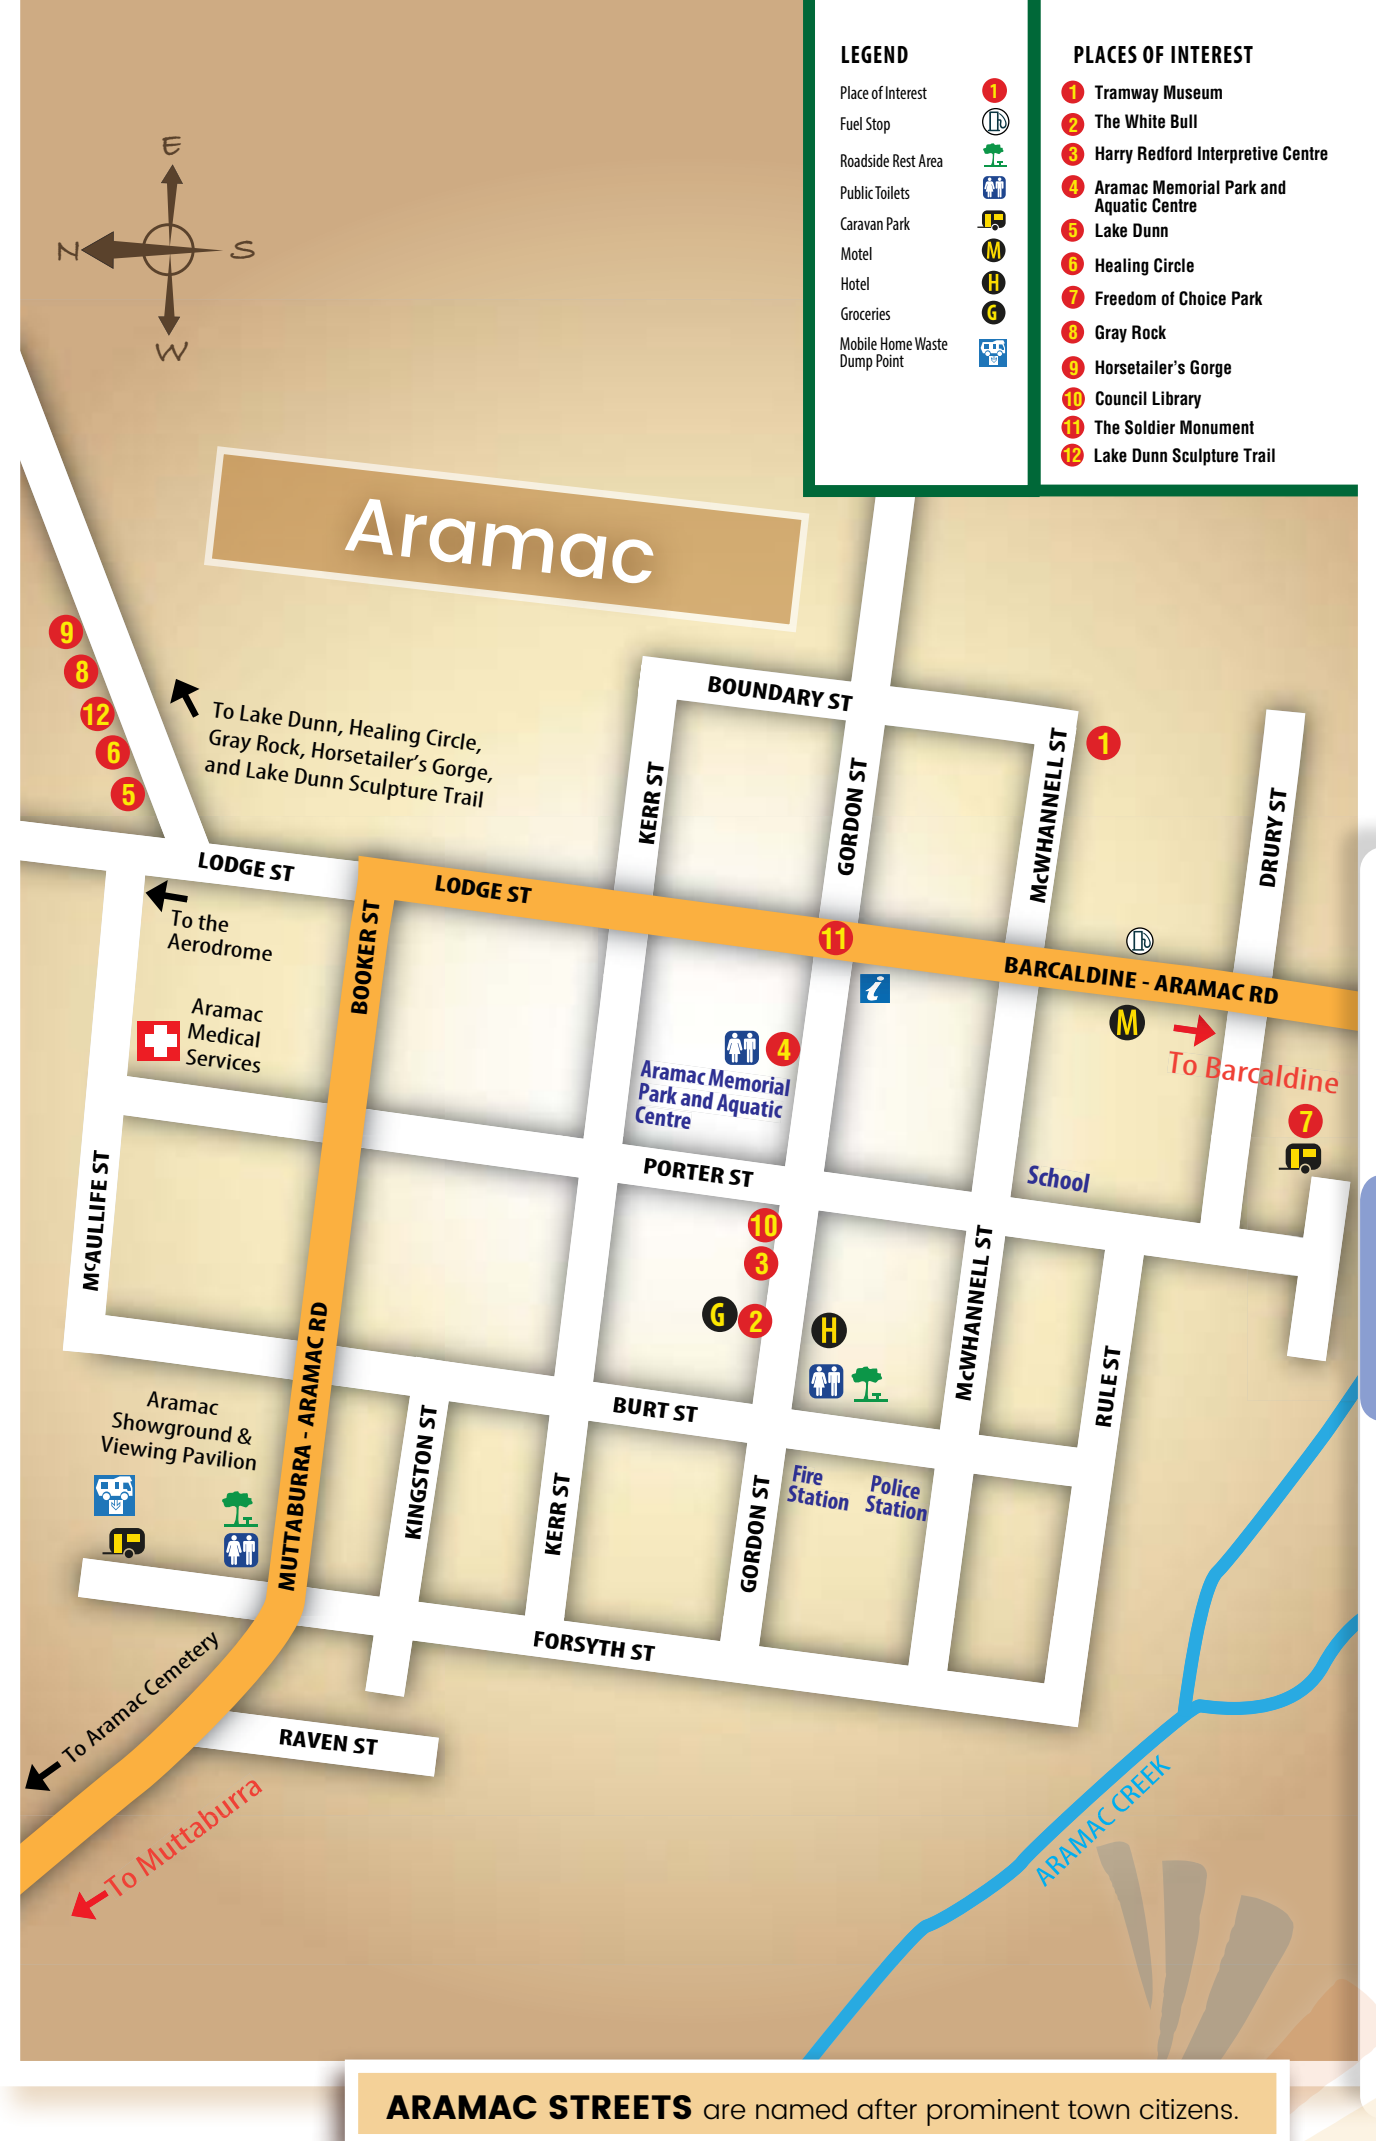 LEGEND
Place of Interest 1
Fuel Stop
Roadside Rest Area
Public Toilets
Caravan Park
Motel M
Hotel H
Groceries G
Mobile Home Waste
Dump Point
PLACES OF INTEREST
1 Tramway Museum
2 The White Bull
3 Harry Redford Interpretive Centre
4 Aramac Memorial Park and
Aquatic Centre
5 Lake Dunn
6 Healing Circle
7 Freedom of Choice Park
8 Gray Rock
9 Horsetailer's Gorge
10 Council Library
11 The Soldier Monument
12 Lake Dunn Sculpture Trail
E
N
S
W
Aramac
9
8
12
6
5
To Lake Dunn, Healing Circle,
Gray Rock, Horsetailer's Gorge,
and Lake Dunn Sculpture Trail
BOUNDARY ST
KERR ST
GORDON ST
McWHANNELL ST
1
DRURY ST
LODGE ST
LODGE ST
BOOKER ST
11
i
BARCALDINE - ARAMAC RD
M
To Barcaldine
7
To the
Aerodrome
Aramac
Medical
Services
4
Aramac Memorial
Park and Aquatic
Centre
PORTER ST
School
McAULLIFE ST
10
3
G
2
H
McWHANNELL ST
RULE ST
MUTTABURRA - ARAMAC RD
BURT ST
Aramac
Showground &
Viewing Pavilion
KINGSTON ST
KERR ST
GORDON ST
Fire
Station
Police
Station
FORSYTH ST
To Aramac Cemetery
RAVEN ST
To Muttaburra
ARAMAC CREEK
ARAMAC STREETS are named after prominent town citizens.